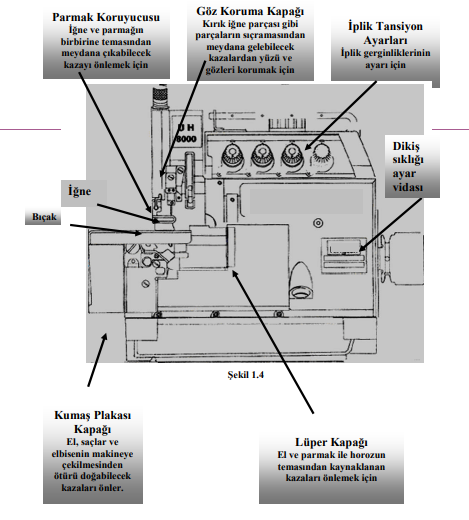 Parmak Koruyucusu
İğne ve parmağın
birbirine temasından
meydana çıkabilecek
kazayı önlemek için
Göz Koruma Kapağı
Kırık iğne parçası gibi
parçaların sıçramasından
meydana gelebilecek
kazalardan yüzü ve
gözleri korumak için
İplik Tansiyon
Ayarları
İplik gerginliklerinin
ayarı için
U H
8000
Dikiş
sıklığı
ayar
vidası
İğne
Bıçak
Şekil 1.4
Kumaş Plakası
Kapağı
El, saçlar ve
elbisenin makineye
çekilmesinden
ötürü doğabilecek
kazaları önler.
Lüper Kapağı
El ve parmak ile horozun
temasından kaynaklanan
kazaları önlemek için